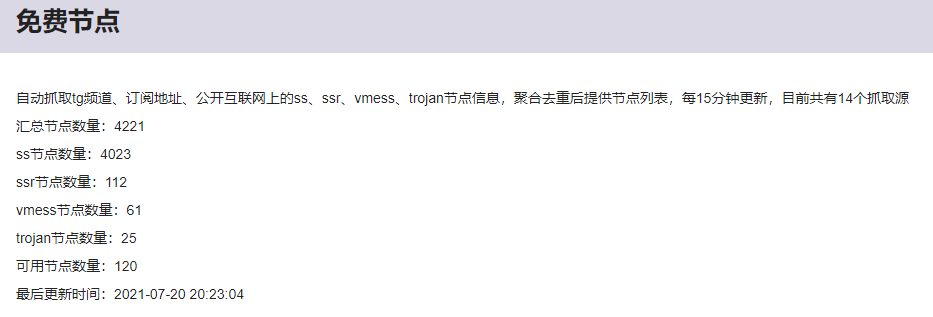 免费节点
自动抓取tg频道、订阅地址、公开互联网上的ss、ssr、vmess、trojan节点信息，聚合去重后提供节点列表，每15分钟更新，目前共有14个抓取源
汇总节点数量：4221
ss节点数量：4023
ssr节点数量：112
vmess节点数量：61
trojan节点数量：25
可用节点数量：120
最后更新时间：2021-07-20 20:23:04